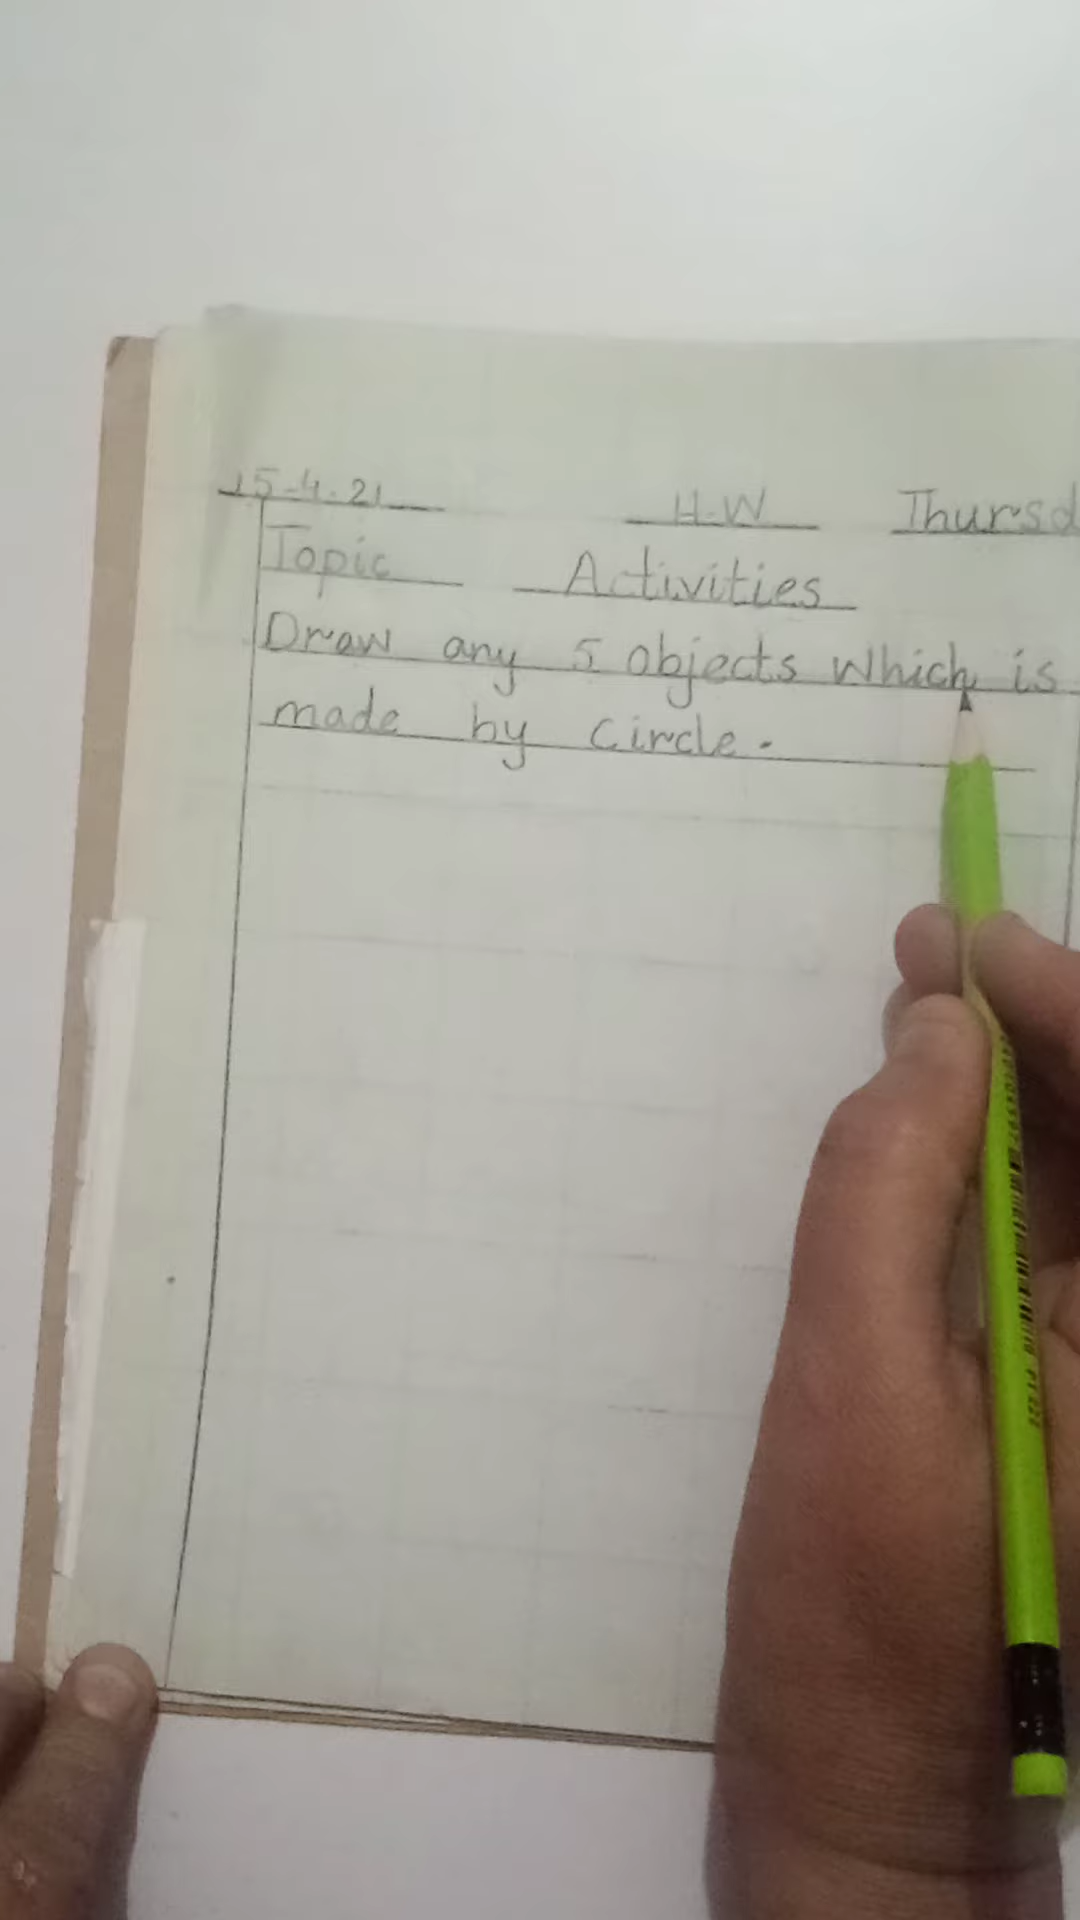 15-4-21 H.W Thursd
Topic Activities
Draw any 5 objects which is
made by circle.